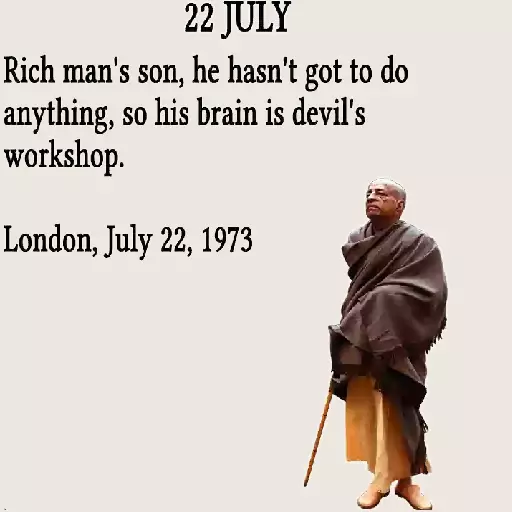 22 JULY
Rich man's son, he hasn't got to do
anything, so his brain is devil's
workshop.
London, July 22, 1973